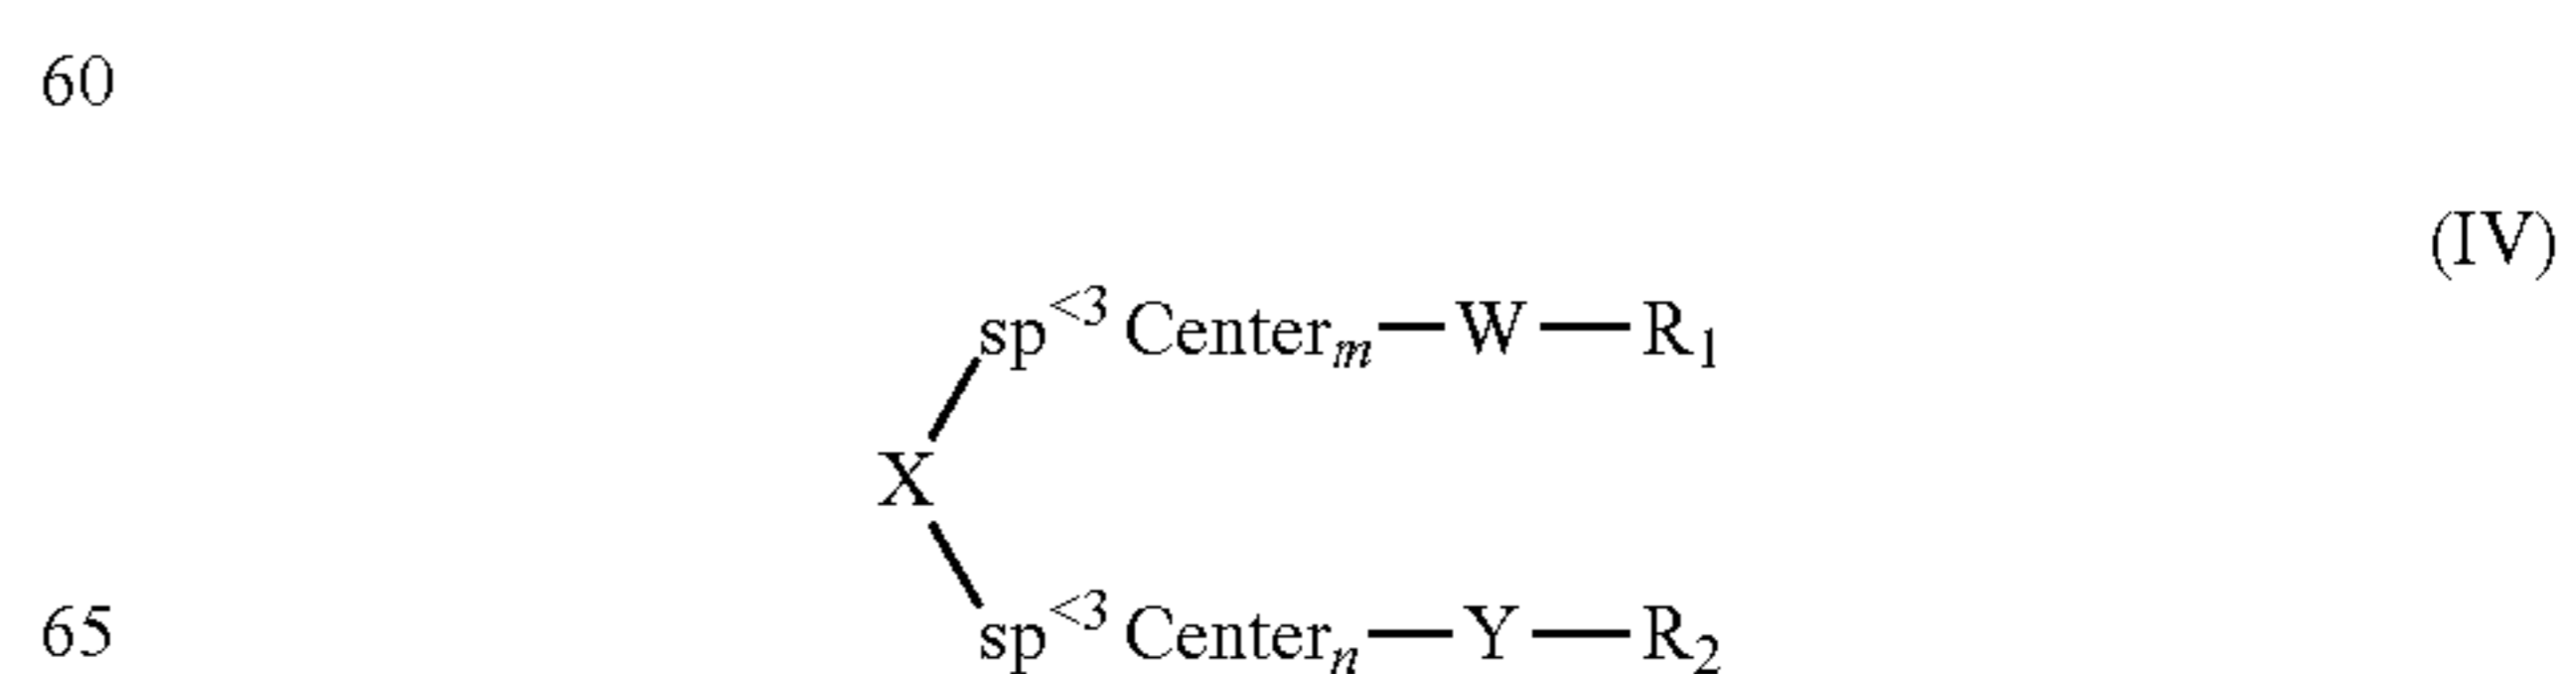 60
(IV)
sp<3 Centerm—W—R1
X
65 sp<3 Centern—Y—R2